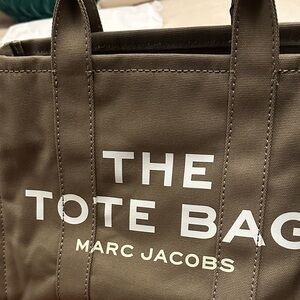 THE
TOTE BAG
MARC JACOBS